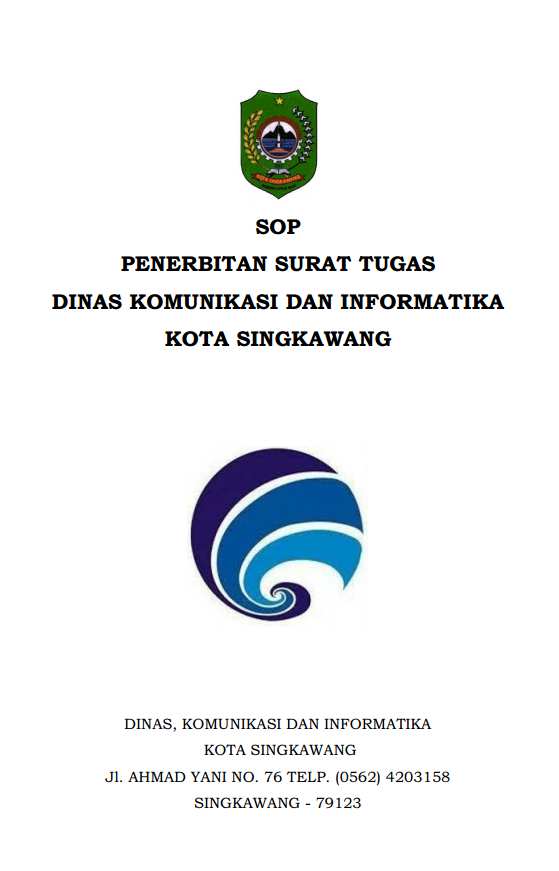 SOP
PENERBITAN SURAT TUGAS
DINAS KOMUNIKASI DAN INFORMATIKA
KOTA SINGKAWANG
DINAS, KOMUNIKASI DAN INFORMATIKA
KOTA SINGKAWANG
Jl. AHMAD YANI NO. 76 TELP. (0562) 4203158
SINGKAWANG - 79123